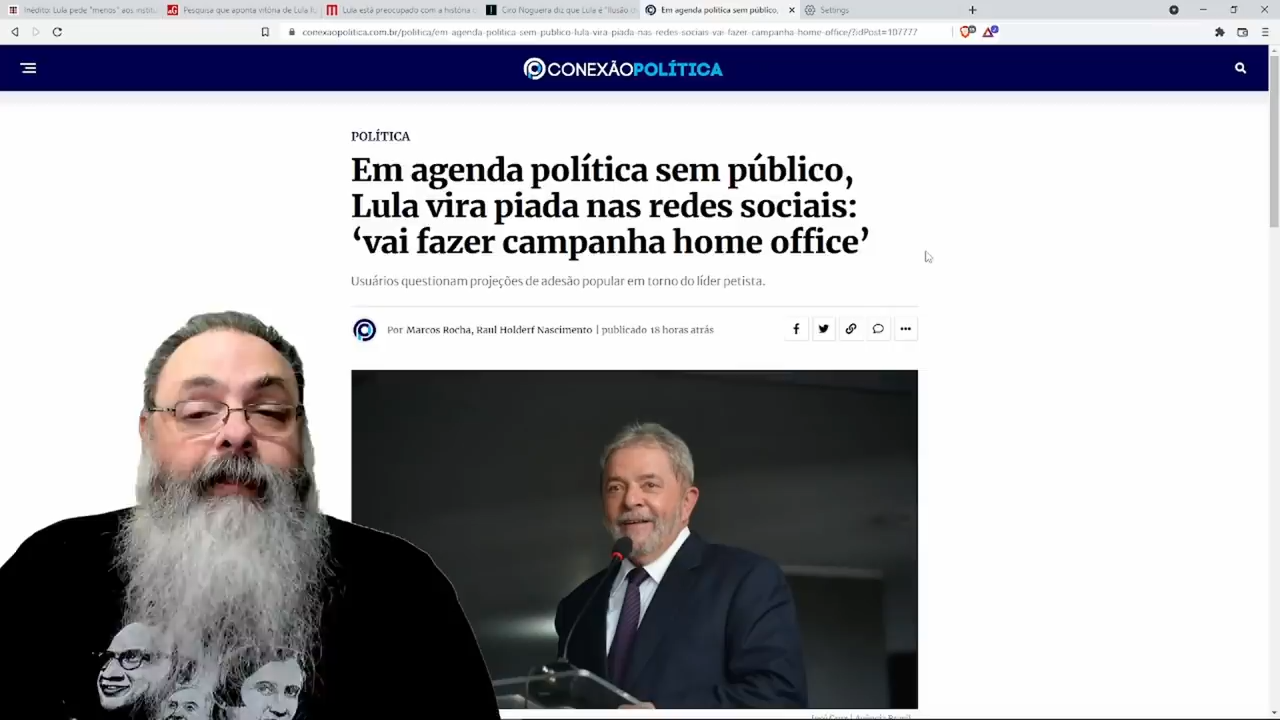 Inédito: Lula pede "menos" aos instit
Pesquisa que aponta vitória de Lula f
Lula está preocupado com a história d
Ciro Nogueira diz que Lula é "ilusão d
Em agenda política sem público,
Settings
conexaopolitica.com.br/politica/em-agenda-politica-sem-publico-lula-vira-piada-nas-redes-sociais-vai-fazer-campanha-home-office/?idPost=107777
CONEXÃOPOLÍTICA
POLÍTICA
Em agenda política sem público,
Lula vira piada nas redes sociais:
‘vai fazer campanha home office’
Usuários questionam projeções de adesão popular em torno do líder petista.
Por Marcos Rocha, Raul Holderf Nascimento | publicado 18 horas atrás
José Cruz | Agência Brasil